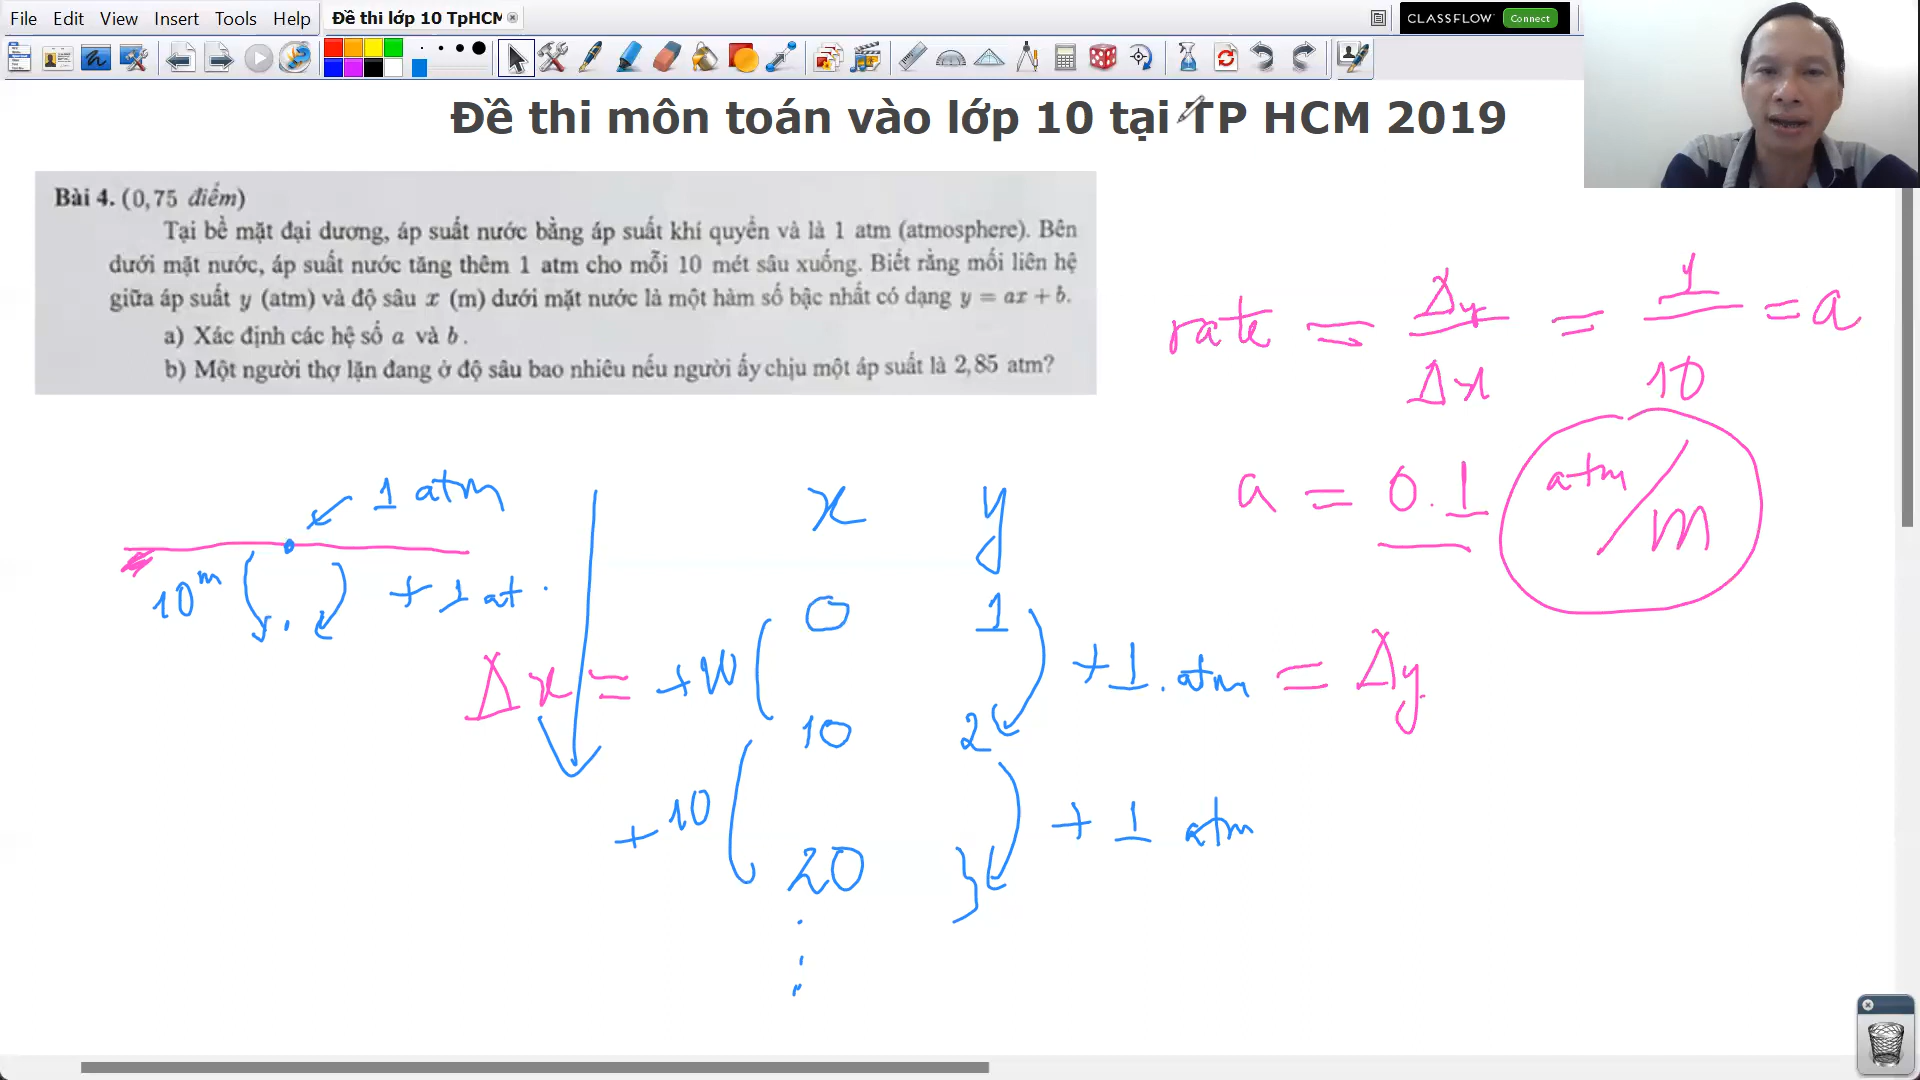 File Edit View Insert Tools Help
Đề thi lớp 10 TpHCM
CLASSFLOW Connect
Đề thi môn toán vào lớp 10 tại TP HCM 2019
Bài 4. (0,75 điểm)
Tại bề mặt đại dương, áp suất nước bằng áp suất khí quyển và là 1 atm (atmosphere). Bên
dưới mặt nước, áp suất nước tăng thêm 1 atm cho mỗi 10 mét sâu xuống. Biết rằng mối liên hệ
giữa áp suất y (atm) và độ sâu x (m) dưới mặt nước là một hàm số bậc nhất có dạng y = ax + b.
a) Xác định các hệ số a và b.
b) Một người thợ lặn đang ở độ sâu bao nhiêu nếu người ấy chịu một áp suất là 2,85 atm?
rate = Δy/Δx = 1/10 = a
a = 0.1 atm/m
1 atm
10 m + 1 at.
x y
0 1
Δx = +10 +1.atm = Δy
10 2
+10 + 1 atm
20 3